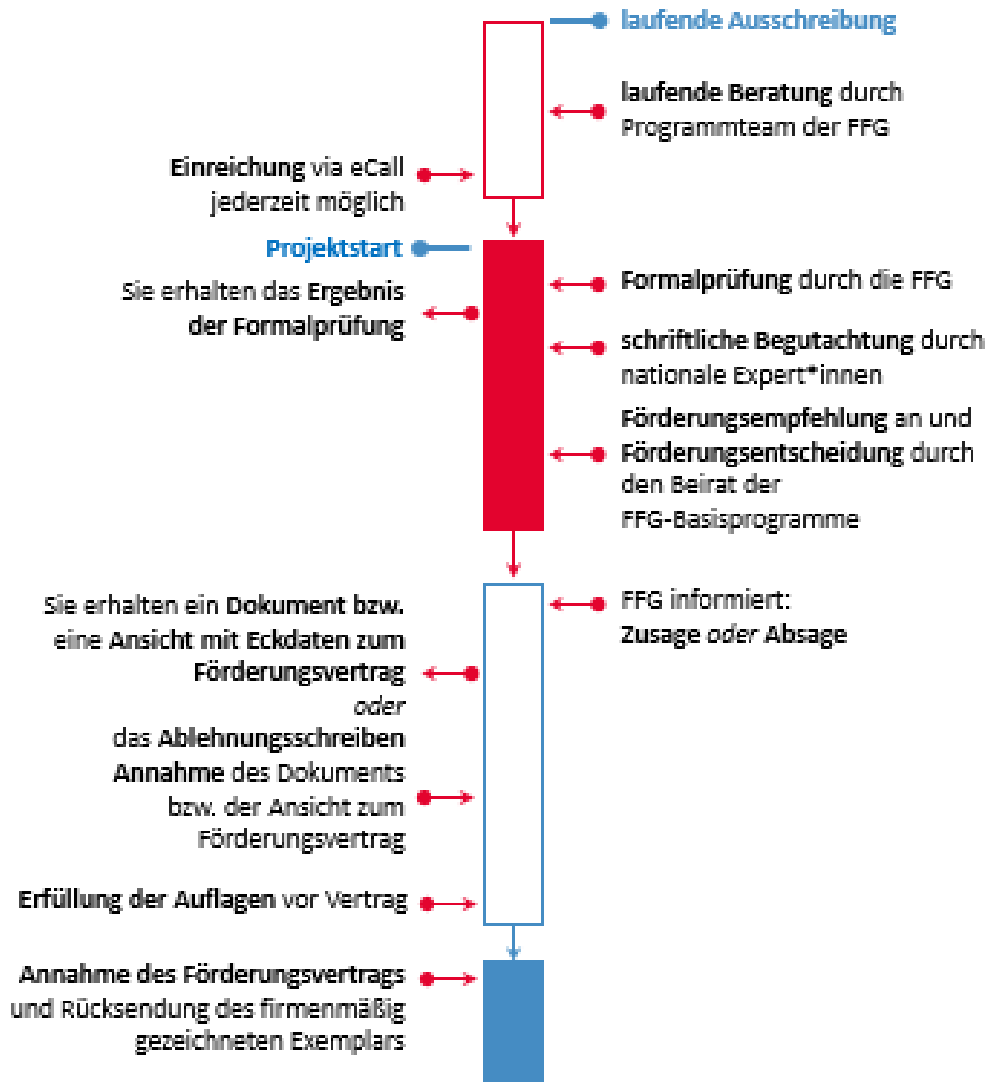 laufende Ausschreibung
laufende Beratung durch
Programmteam der FFG
Einreichung via eCall
jederzeit möglich
Projektstart
Sie erhalten das Ergebnis
der Formalprüfung
Formalprüfung durch die FFG
schriftliche Begutachtung durch
nationale Expert*innen
Förderungsempfehlung an und
Förderungsentscheidung durch
den Beirat der
FFG-Basisprogramme
FFG informiert:
Zusage oder Absage
Sie erhalten ein Dokument bzw.
eine Ansicht mit Eckdaten zum
Förderungsvertrag
oder
das Ablehnungsschreiben
Annahme des Dokuments
bzw. der Ansicht zum
Förderungsvertrag
Erfüllung der Auflagen vor Vertrag
Annahme des Förderungsvertrags
und Rücksendung des firmenmäßig
gezeichneten Exemplars